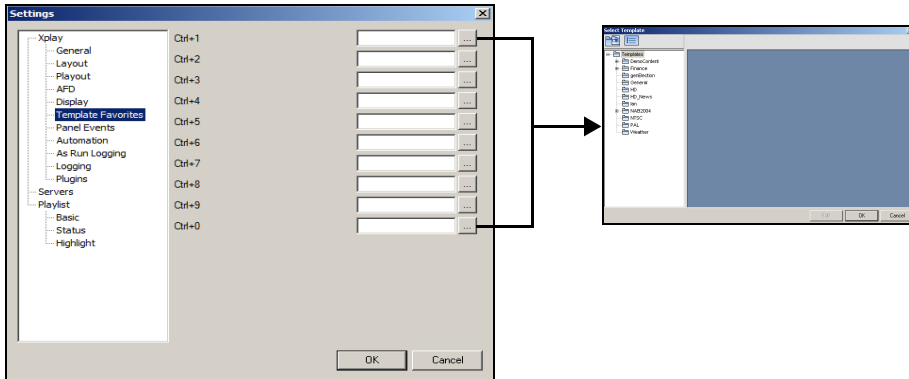 Settings
Xplay
General
Layout
Playout
AFD
Display
Template Favorites
Panel Events
Automation
As Run Logging
Logging
Plugins
Servers
Playlist
Basic
Status
Highlight
Ctrl+1 ...
Ctrl+2 ...
Ctrl+3 ...
Ctrl+4 ...
Ctrl+5 ...
Ctrl+6 ...
Ctrl+7 ...
Ctrl+8 ...
Ctrl+9 ...
Ctrl+0 ...
OK Cancel
Select Template
Templates
DemoContent
Finance
genElection
General
HD
HD_News
Ian
NAB2004
NTSC
PAL
Weather
OK Cancel